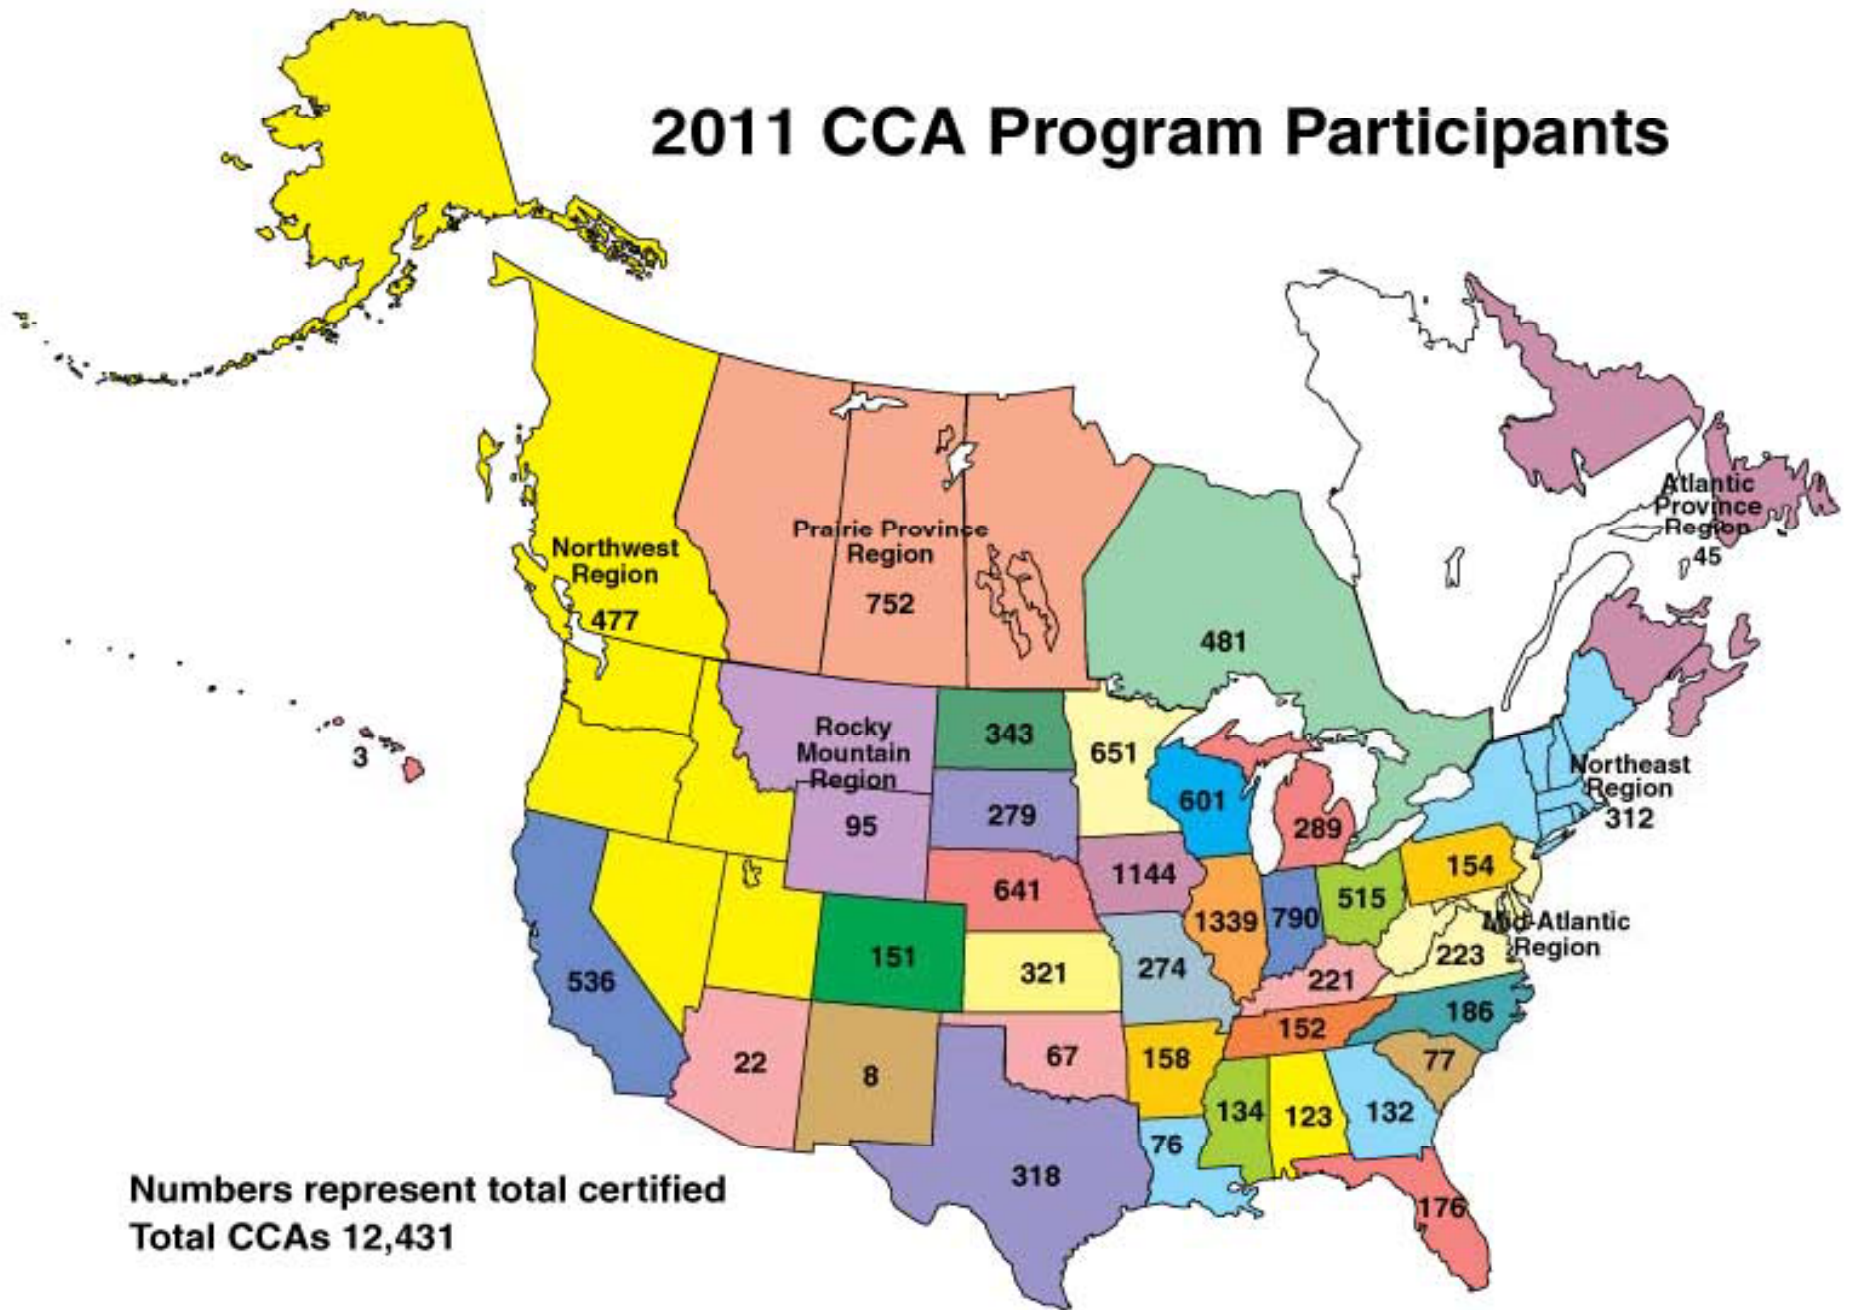 2011 CCA Program Participants
Atlantic
Province
Region
45
Northwest
Region
477
Prairie Province
Region
752
481
3
Rocky
Mountain
Region
95
343
651
279
601
289
Northeast
Region
312
641
1144
1339
790
515
154
Mid-Atlantic
Region
223
536
151
321
274
221
186
22
8
67
158
152
77
134
123
132
76
318
176
Numbers represent total certified
Total CCAs 12,431